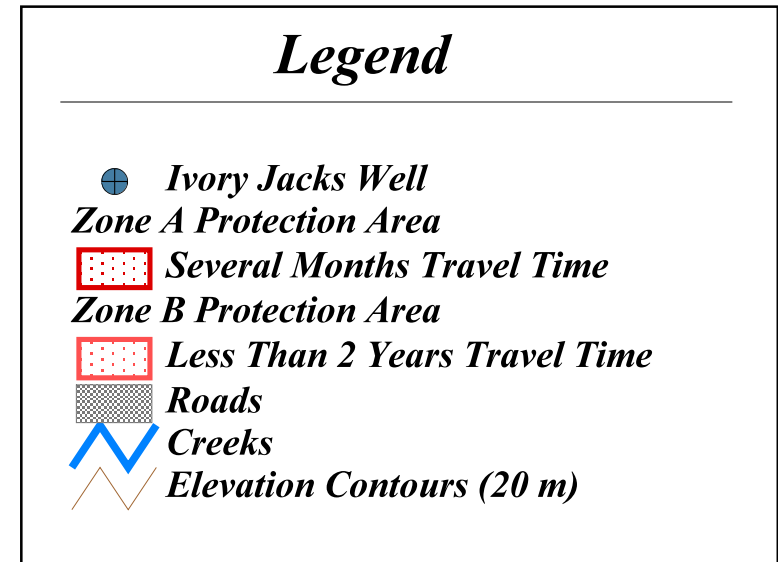 Legend
Ivory Jacks Well
Zone A Protection Area
Several Months Travel Time
Zone B Protection Area
Less Than 2 Years Travel Time
Roads
Creeks
Elevation Contours (20 m)